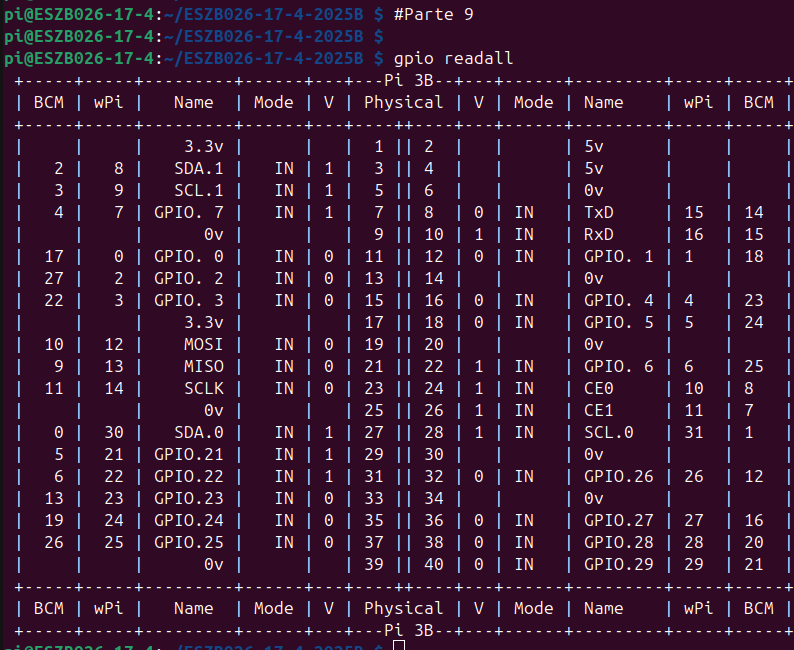 pi@ESZB026-17-4:~/ESZB026-17-4-2025B $ #Parte 9
pi@ESZB026-17-4:~/ESZB026-17-4-2025B $
pi@ESZB026-17-4:~/ESZB026-17-4-2025B $ gpio readall
 +-----+-----+---------+------+---+---Pi 3B--+---+------+---------+-----+-----+
 | BCM | wPi |   Name  | Mode | V | Physical | V | Mode | Name    | wPi | BCM |
 +-----+-----+---------+------+---+----++----+---+------+---------+-----+-----+
 |     |     |    3.3v |      |   |  1 || 2  |   |      | 5v      |     |     |
 |   2 |   8 |   SDA.1 |   IN | 1 |  3 || 4  |   |      | 5v      |     |     |
 |   3 |   9 |   SCL.1 |   IN | 1 |  5 || 6  |   |      | 0v      |     |     |
 |   4 |   7 | GPIO. 7 |   IN | 1 |  7 || 8  | 0 | IN   | TxD     | 15  | 14  |
 |     |     |      0v |      |   |  9 || 10 | 1 | IN   | RxD     | 16  | 15  |
 |  17 |   0 | GPIO. 0 |   IN | 0 | 11 || 12 | 0 | IN   | GPIO. 1 | 1   | 18  |
 |  27 |   2 | GPIO. 2 |   IN | 0 | 13 || 14 |   |      | 0v      |     |     |
 |  22 |   3 | GPIO. 3 |   IN | 0 | 15 || 16 | 0 | IN   | GPIO. 4 | 4   | 23  |
 |     |     |    3.3v |      |   | 17 || 18 | 0 | IN   | GPIO. 5 | 5   | 24  |
 |  10 |  12 |    MOSI |   IN | 0 | 19 || 20 |   |      | 0v      |     |     |
 |   9 |  13 |    MISO |   IN | 0 | 21 || 22 | 1 | IN   | GPIO. 6 | 6   | 25  |
 |  11 |  14 |    SCLK |   IN | 0 | 23 || 24 | 1 | IN   | CE0     | 10  | 8   |
 |     |     |      0v |      |   | 25 || 26 | 1 | IN   | CE1     | 11  | 7   |
 |   0 |  30 |   SDA.0 |   IN | 1 | 27 || 28 | 1 | IN   | SCL.0   | 31  | 1   |
 |   5 |  21 | GPIO.21 |   IN | 1 | 29 || 30 |   |      | 0v      |     |     |
 |   6 |  22 | GPIO.22 |   IN | 1 | 31 || 32 | 0 | IN   | GPIO.26 | 26  | 12  |
 |  13 |  23 | GPIO.23 |   IN | 0 | 33 || 34 |   |      | 0v      |     |     |
 |  19 |  24 | GPIO.24 |   IN | 0 | 35 || 36 | 0 | IN   | GPIO.27 | 27  | 16  |
 |  26 |  25 | GPIO.25 |   IN | 0 | 37 || 38 | 0 | IN   | GPIO.28 | 28  | 20  |
 |     |     |      0v |      |   | 39 || 40 | 0 | IN   | GPIO.29 | 29  | 21  |
 +-----+-----+---------+------+---+----++----+---+------+---------+-----+-----+
 | BCM | wPi |   Name  | Mode | V | Physical | V | Mode | Name    | wPi | BCM |
 +-----+-----+---------+------+---+---Pi 3B--+---+------+---------+-----+-----+
pi@ESZB026-17-4:~/ESZB026-17-4-2025B $